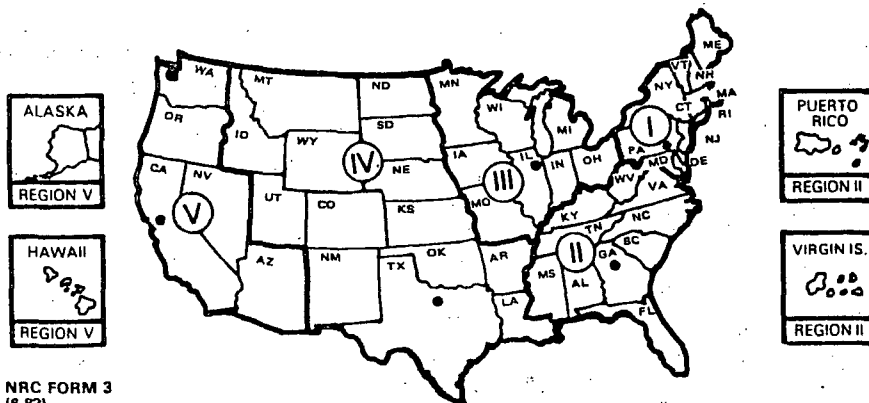 ALASKA
REGION V
HAWAII
REGION V
WA
OR
CA
NV
ID
MT
WY
UT
AZ
CO
NM
ND
SD
NE
KS
OK
TX
MN
IA
MO
AR
LA
WI
IL
MI
IN
OH
KY
TN
MS
AL
GA
FL
SC
NC
VA
WV
MD
DE
PA
NJ
NY
CT
RI
MA
VT
NH
ME
I
II
III
IV
V
PUERTO
RICO
REGION II
VIRGIN IS.
REGION II
NRC FORM 3
(8-82)